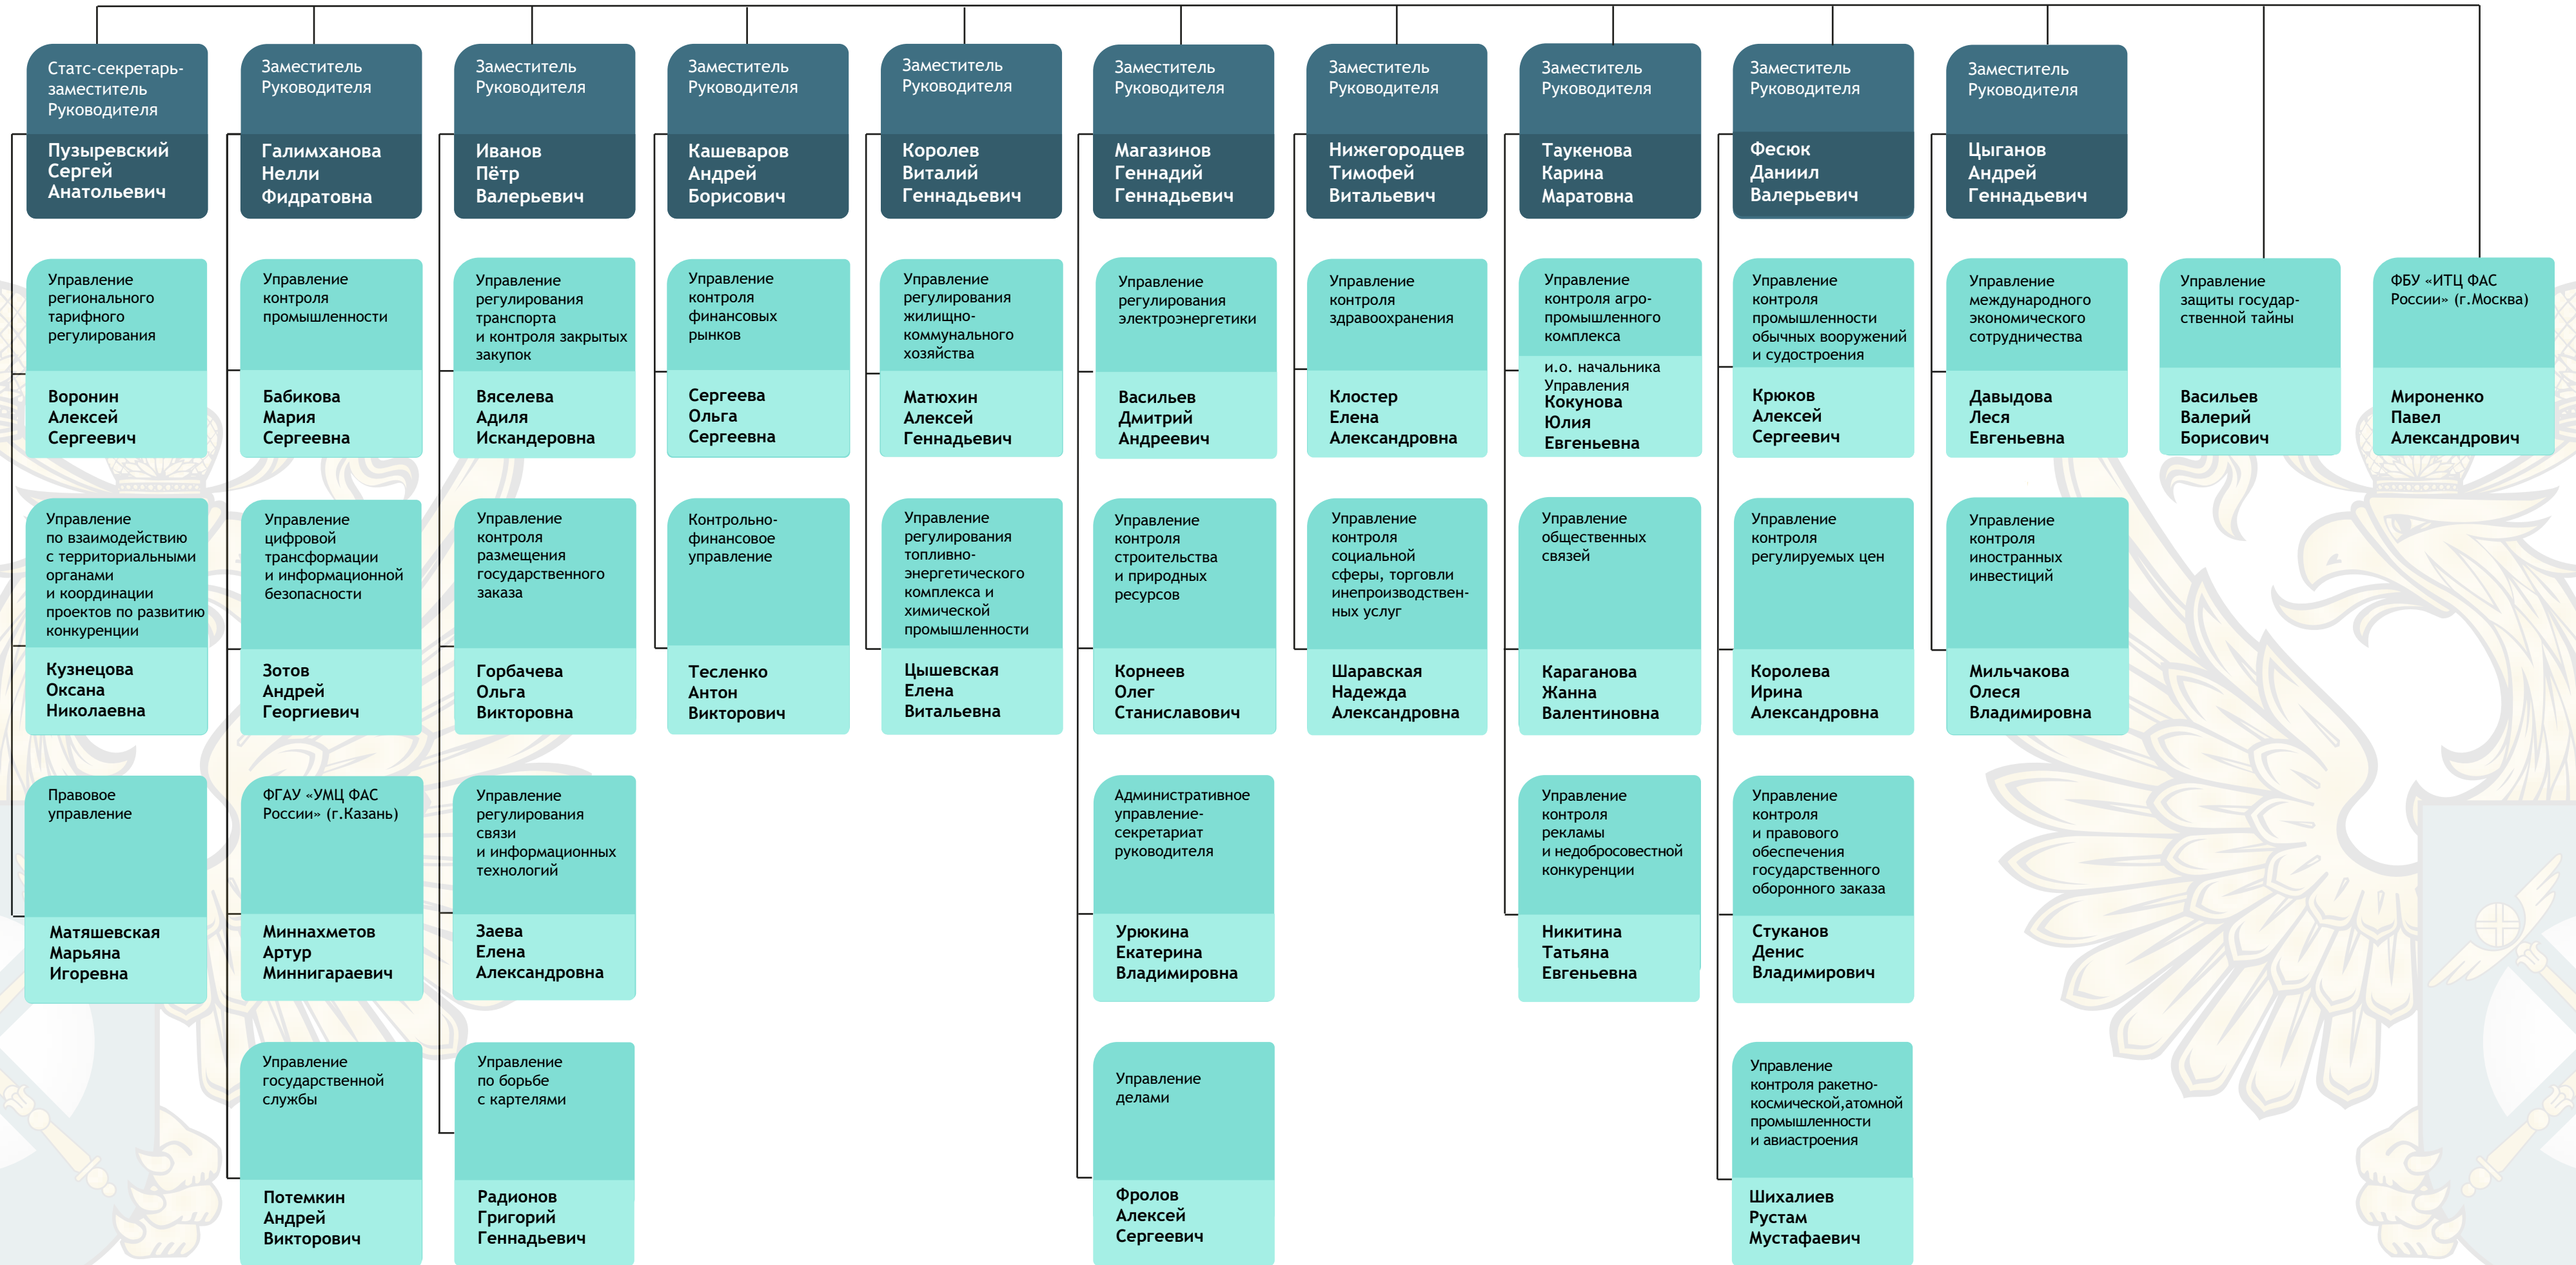 Статс-секретарь-
заместитель
Руководителя
Пузыревский
Сергей
Анатольевич
Управление
регионального
тарифного
регулирования
Воронин
Алексей
Сергеевич
Управление
по взаимодействию
с территориальными
органами
и координации
проектов по развитию
конкуренции
Кузнецова
Оксана
Николаевна
Правовое
управление
Матяшевская
Марьяна
Игоревна
Заместитель
Руководителя
Галимханова
Нелли
Фидратовна
Управление
контроля
промышленности
Бабикова
Мария
Сергеевна
Управление
цифровой
трансформации
и информационной
безопасности
Зотов
Андрей
Георгиевич
ФГАУ «УМЦ ФАС
России» (г.Казань)
Миннахметов
Артур
Миннигараевич
Управление
государственной
службы
Потемкин
Андрей
Викторович
Заместитель
Руководителя
Иванов
Пётр
Валерьевич
Управление
регулирования
транспорта
и контроля закрытых
закупок
Вяселева
Адиля
Искандеровна
Управление
контроля
размещения
государственного
заказа
Горбачева
Ольга
Викторовна
Управление
регулирования
связи
и информационных
технологий
Заева
Елена
Александровна
Управление
по борьбе
с картелями
Радионов
Григорий
Геннадьевич
Заместитель
Руководителя
Кашеваров
Андрей
Борисович
Управление
контроля
финансовых
рынков
Сергеева
Ольга
Сергеевна
Контрольно-
финансовое
управление
Тесленко
Антон
Викторович
Заместитель
Руководителя
Королев
Виталий
Геннадьевич
Управление
регулирования
жилищно-
коммунального
хозяйства
Матюхин
Алексей
Геннадьевич
Управление
регулирования
топливно-
энергетического
комплекса и
химической
промышленности
Цышевская
Елена
Витальевна
Заместитель
Руководителя
Магазинов
Геннадий
Геннадьевич
Управление
регулирования
электроэнергетики
Васильев
Дмитрий
Андреевич
Управление
контроля
строительства
и природных
ресурсов
Корнеев
Олег
Станиславович
Административное
управление-
секретариат
руководителя
Урюкина
Екатерина
Владимировна
Управление
делами
Фролов
Алексей
Сергеевич
Заместитель
Руководителя
Нижегородцев
Тимофей
Витальевич
Управление
контроля
здравоохранения
Клостер
Елена
Александровна
Управление
контроля
социальной
сферы, торговли
инепроизводствен-
ных услуг
Шаравская
Надежда
Александровна
Заместитель
Руководителя
Таукенова
Карина
Маратовна
Управление
контроля агро-
промышленного
комплекса
и.о. начальника
Управления
Кокунова
Юлия
Евгеньевна
Управление
общественных
связей
Караганова
Жанна
Валентиновна
Управление
контроля
рекламы
и недобросовестной
конкуренции
Никитина
Татьяна
Евгеньевна
Заместитель
Руководителя
Фесюк
Даниил
Валерьевич
Управление
контроля
промышленности
обычных вооружений
и судостроения
Крюков
Алексей
Сергеевич
Управление
контроля
регулируемых цен
Королева
Ирина
Александровна
Управление
контроля
и правового
обеспечения
государственного
оборонного заказа
Стуканов
Денис
Владимирович
Управление
контроля ракетно-
космической,атомной
промышленности
и авиастроения
Шихалиев
Рустам
Мустафаевич
Заместитель
Руководителя
Цыганов
Андрей
Геннадьевич
Управление
международного
экономического
сотрудничества
Давыдова
Леся
Евгеньевна
Управление
контроля
иностранных
инвестиций
Мильчакова
Олеся
Владимировна
Управление
защиты государ-
ственной тайны
Васильев
Валерий
Борисович
ФБУ «ИТЦ ФАС
России» (г.Москва)
Мироненко
Павел
Александрович